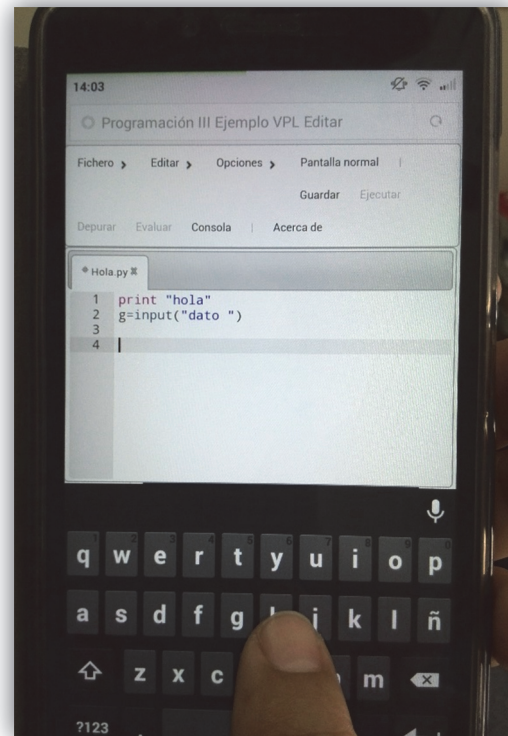 14:03
Programación III Ejemplo VPL Editar
Fichero Editar Opciones Pantalla normal |
Guardar Ejecutar
Depurar Evaluar Consola | Acerca de
Hola.py
1 print "hola"
2 g=input("dato ")
3
4
q w e r t y u i o p
a s d f g j k l ñ
z x c m
?123